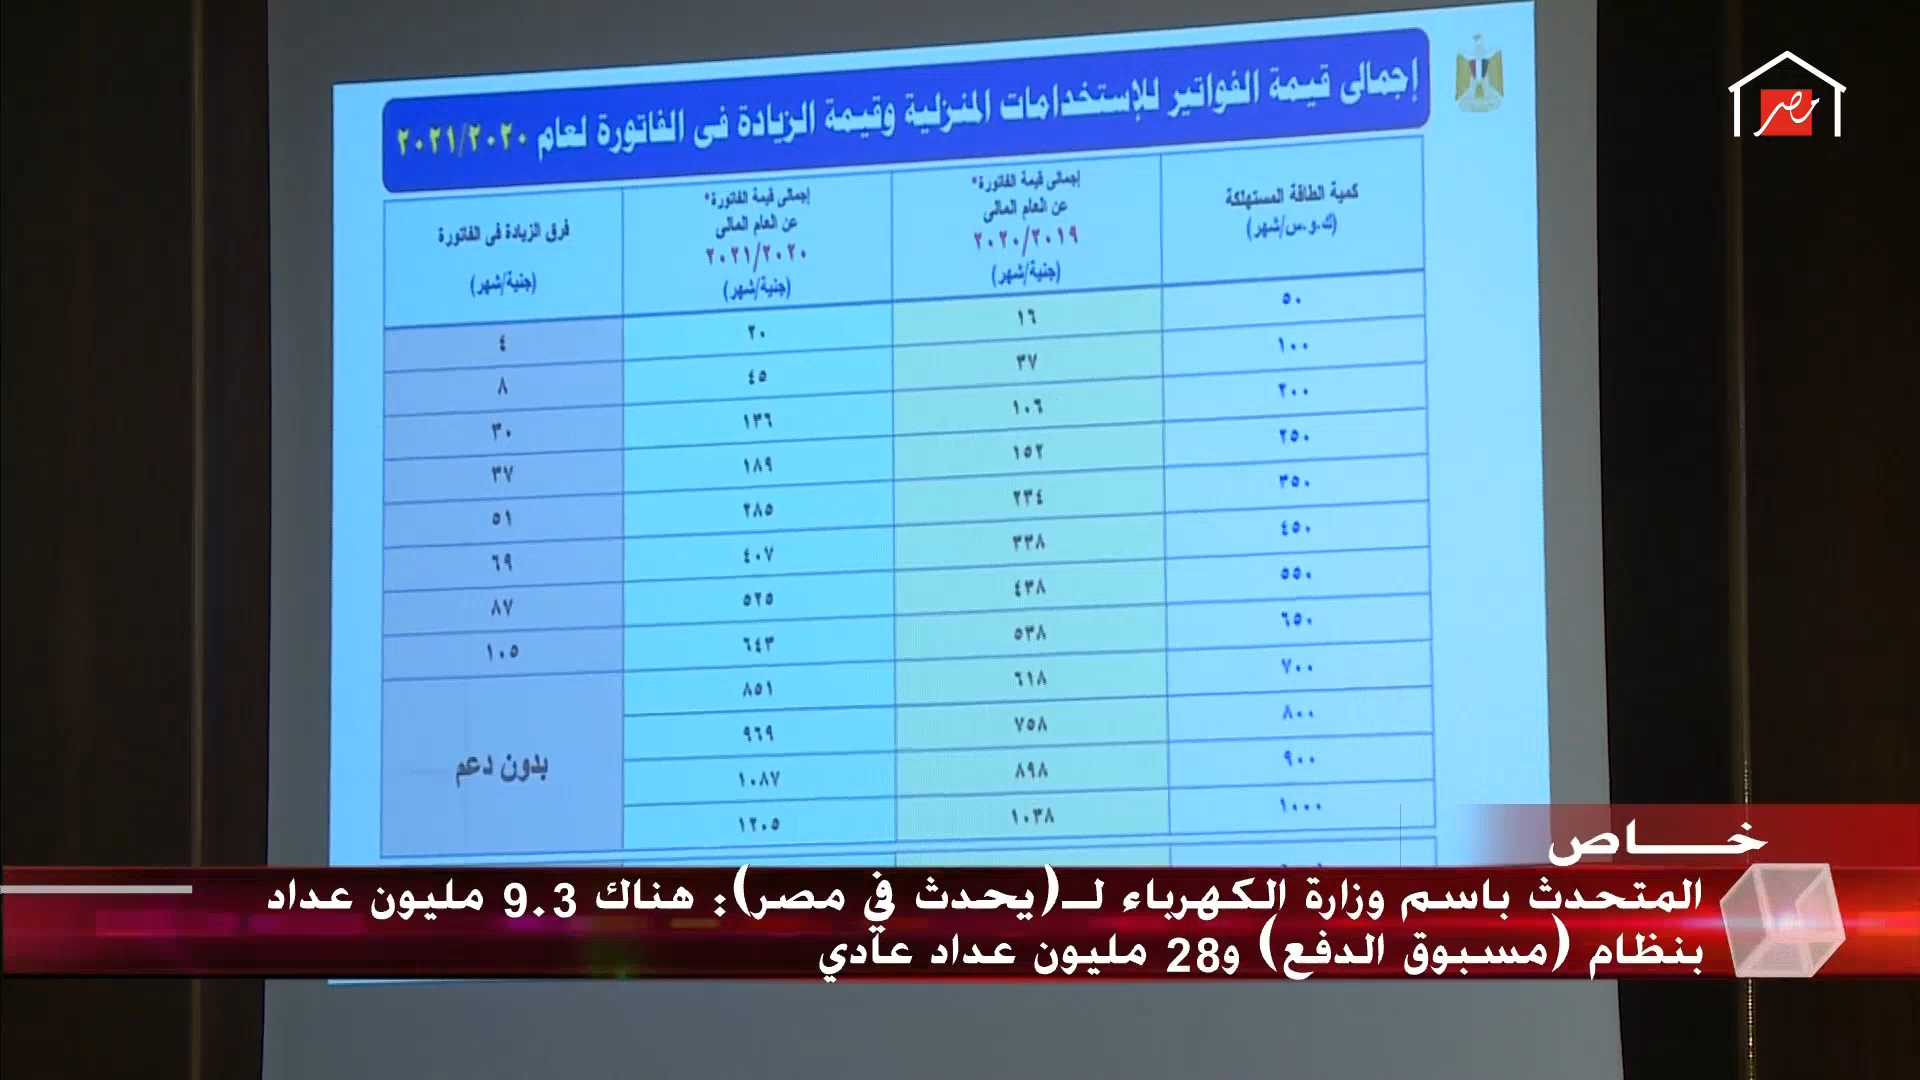 مصر
إجمالى قيمة الفواتير للإستخدامات المنزلية وقيمة الزيادة فى الفاتورة لعام ٢٠٢١/٢٠٢٠
كمية الطاقة المستهلكة (ك.و.س/شهر)
إجمالى قيمة الفاتورة* عن العام المالى ٢٠٢٠/٢٠١٩ (جنية/شهر)
إجمالى قيمة الفاتورة* عن العام المالى ٢٠٢١/٢٠٢٠ (جنية/شهر)
فرق الزيادة فى الفاتورة (جنية/شهر)
٥٠ ١٦ ٢٠ ٤
١٠٠ ٣٧ ٤٥ ٨
٢٠٠ ١٠٦ ١٣٦ ٣٠
٢٥٠ ١٥٢ ١٨٩ ٣٧
٣٥٠ ٢٣٤ ٢٨٥ ٥١
٤٥٠ ٣٣٨ ٤٠٧ ٦٩
٥٥٠ ٤٣٨ ٥٢٥ ٨٧
٦٥٠ ٥�٨ ٦٤٣ ١٠٥
٧٠٠ ٦١٨ ٨٥١
٨٠٠ ٧٥٨ ٩٦٩
٩٠٠ ٨٩٨ ١٠٨٧
١٠٠٠ ١٠٣٨ ١٢٠٥
بدون دعم
خاص
المتحدث باسم وزارة الكهرباء لـ(يحدث في مصر): هناك 9.3 مليون عداد
بنظام (مسبوق الدفع) و28 مليون عداد عادي